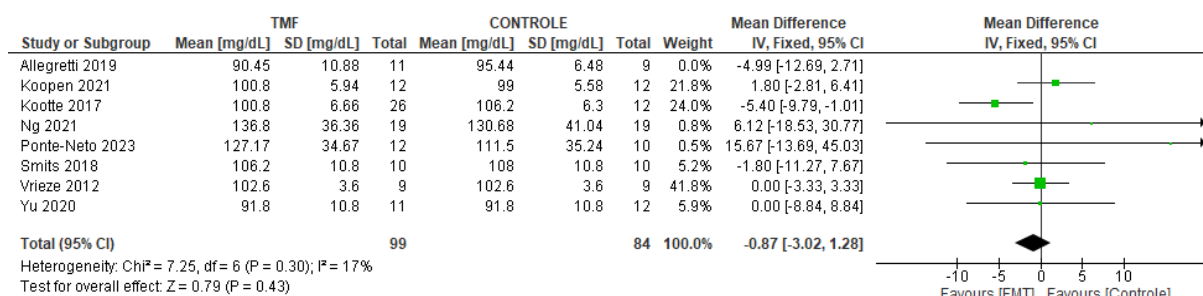 TMF CONTROLE Mean Difference Mean Difference
Study or Subgroup Mean [mg/dL] SD [mg/dL] Total Mean [mg/dL] SD [mg/dL] Total Weight IV, Fixed, 95% CI IV, Fixed, 95% CI
Allegretti 2019 90.45 10.88 11 95.44 6.48 9 0.0% -4.99 [-12.69, 2.71]
Koopen 2021 100.8 5.94 12 99 5.58 12 21.8% 1.80 [-2.81, 6.41]
Kootte 2017 100.8 6.66 26 106.2 6.3 12 24.0% -5.40 [-9.79, -1.01]
Ng 2021 136.8 36.36 19 130.68 41.04 19 0.8% 6.12 [-18.53, 30.77]
Ponte-Neto 2023 127.17 34.67 12 111.5 35.24 10 0.5% 15.67 [-13.69, 45.03]
Smits 2018 106.2 10.8 10 108 10.8 10 5.2% -1.80 [-11.27, 7.67]
Vrieze 2012 102.6 3.6 9 102.6 3.6 9 41.8% 0.00 [-3.33, 3.33]
Yu 2020 91.8 10.8 11 91.8 10.8 12 5.9% 0.00 [-8.84, 8.84]
Total (95% CI) 99 84 100.0% -0.87 [-3.02, 1.28]
Heterogeneity: Chi² = 7.25, df = 6 (P = 0.30); I² = 17%
Test for overall effect: Z = 0.79 (P = 0.43)
-10 -5 0 5 10
Favours [FMT] Favours [Controle]